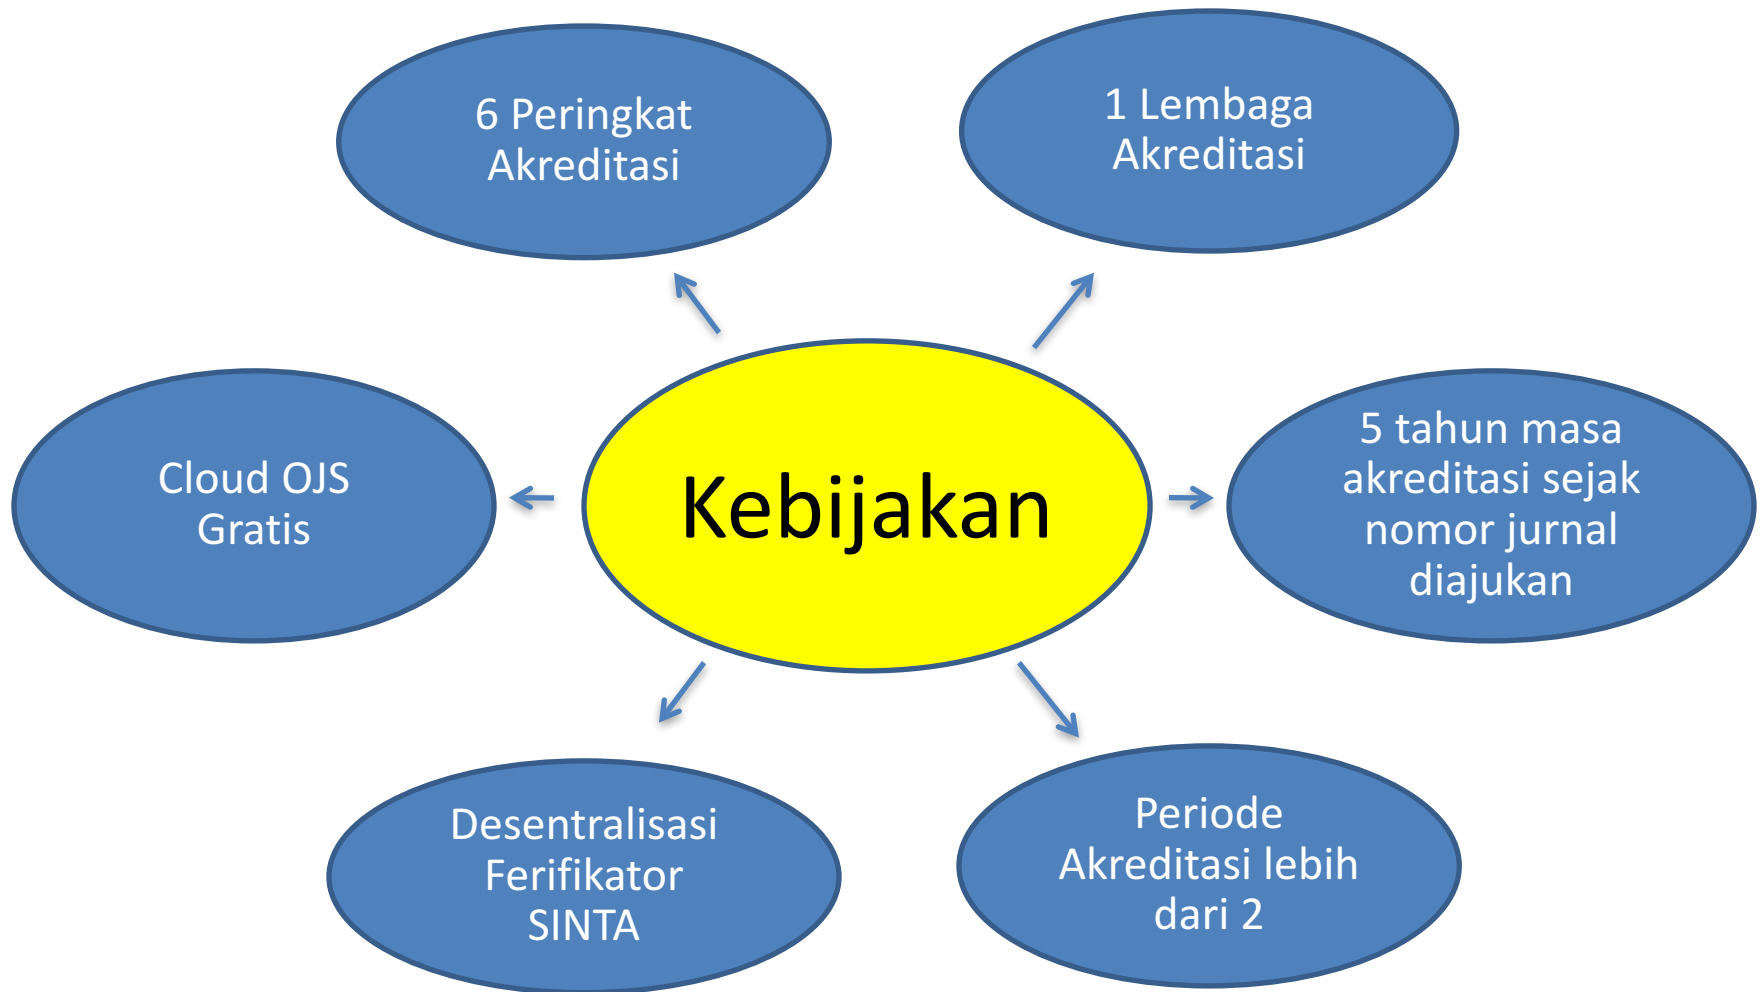 6 Peringkat
Akreditasi
1 Lembaga
Akreditasi
Cloud OJS
Gratis
Kebijakan
5 tahun masa
akreditasi sejak
nomor jurnal
diajukan
Desentralisasi
Ferifikator
SINTA
Periode
Akreditasi lebih
dari 2